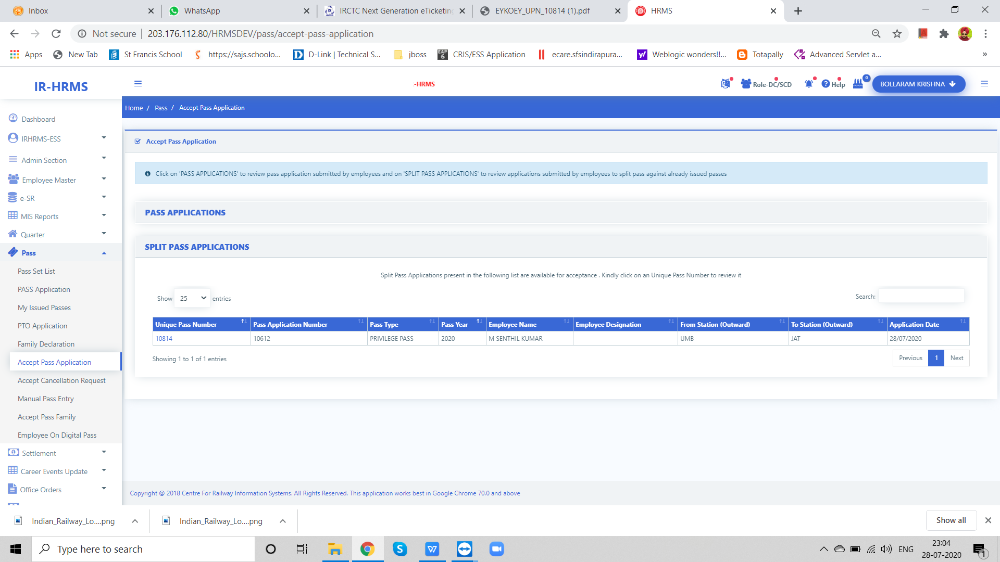 Inbox
WhatsApp
IRCTC Next Generation eTicketing
EYKOEY_UPN_10814 (1).pdf
HRMS
Not secure
203.176.112.80/HRMSDEV/pass/accept-pass-application
Apps
New Tab
St Francis School
https://sajs.schoolo...
D-Link | Technical S...
jboss
CRIS/ESS Application
ecare.sfsindirapura...
Weblogic wonders!!...
Totapally
Advanced Servlet a...
»
IR-HRMS
:-HRMS
Role-DC/SCD
Help
0
BOLLARAM KRISHNA
Home / Pass / Accept Pass Application
Dashboard
IRHRMS-ESS
Admin Section
Employee Master
e-SR
MIS Reports
Quarter
Pass
Pass Set List
PASS Application
My Issued Passes
PTO Application
Family Declaration
Accept Pass Application
Accept Cancellation Request
Manual Pass Entry
Accept Pass Family
Employee On Digital Pass
Settlement
Career Events Update
Office Orders
Accept Pass Application
Click on 'PASS APPLICATIONS' to review pass application submitted by employees and on 'SPLIT PASS APPLICATIONS' to review applications submitted by employees to split pass against already issued passes
PASS APPLICATIONS
SPLIT PASS APPLICATIONS
Split Pass Applications present in the following list are available for acceptance . Kindly click on an Unique Pass Number to review it
Show 25 entries
Search:
Unique Pass Number Pass Application Number Pass Type Pass Year Employee Name Employee Designation From Station (Outward) To Station (Outward) Application Date
10814 10612 PRIVILEGE PASS 2020 M SENTHIL KUMAR UMB JAT 28/07/2020
Showing 1 to 1 of 1 entries
Previous 1 Next
Copyright @ 2018 Centre For Railway Information Systems. All Rights Reserved. This application works best in Google Chrome 70.0 and above
Indian_Railway_Lo....png
Indian_Railway_Lo....png
Show all
Type here to search
ENG
23:04
28-07-2020
1